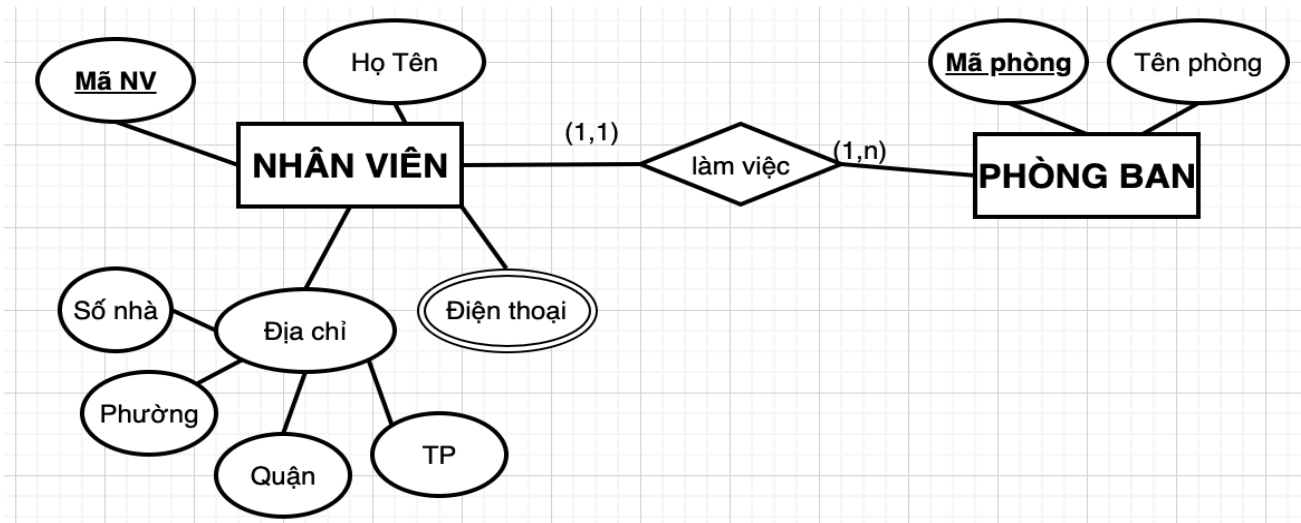 Mã NV
Họ Tên
Mã phòng
Tên phòng
NHÂN VIÊN
(1,1)
làm việc
(1,n)
PHÒNG BAN
Số nhà
Địa chỉ
Điện thoại
Phường
Quận
TP